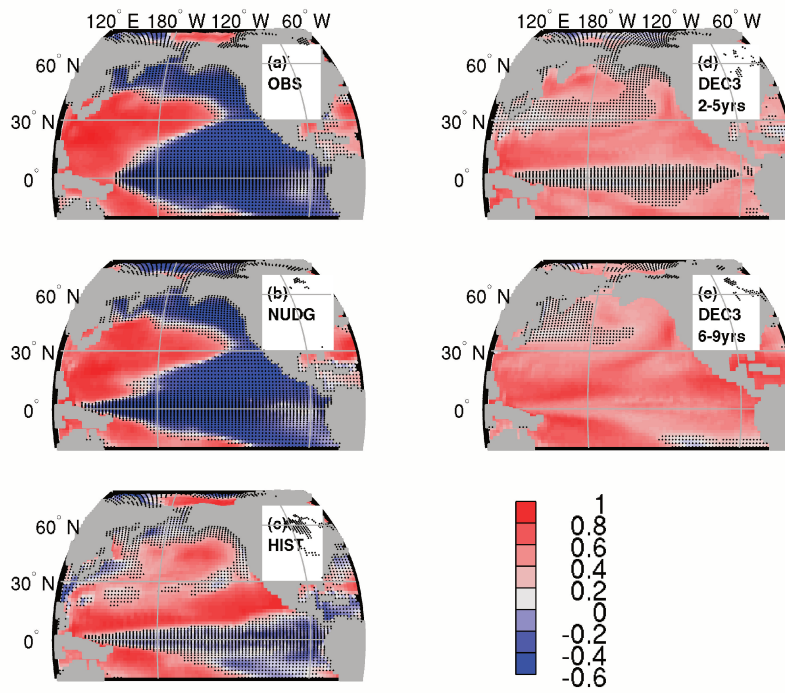 120° E 180° W 120° W 60° W
60° N
30° N
0°
(a)
OBS
60° N
30° N
0°
(b)
NUDG
60° N
30° N
0°
(c)
HIST
120° E 180° W 120° W 60° W
60° N
30° N
0°
(d)
DEC3
2-5yrs
60° N
30° N
0°
(e)
DEC3
6-9yrs
1
0.8
0.6
0.4
0.2
0
-0.2
-0.4
-0.6